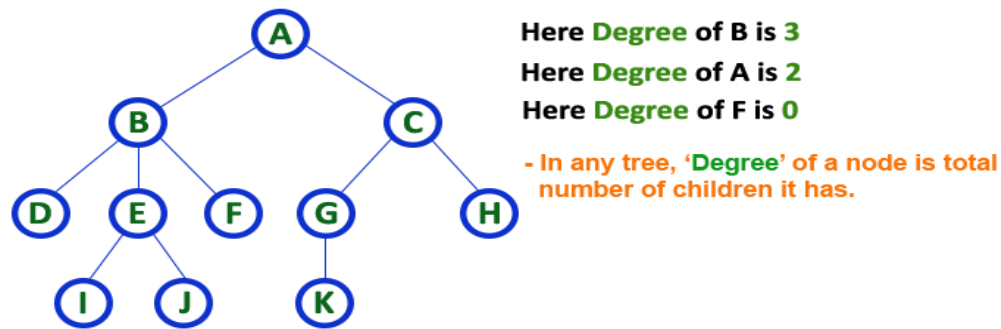 A
B C
D E F G H
I J K
Here Degree of B is 3
Here Degree of A is 2
Here Degree of F is 0
- In any tree, ‘Degree’ of a node is total
number of children it has.